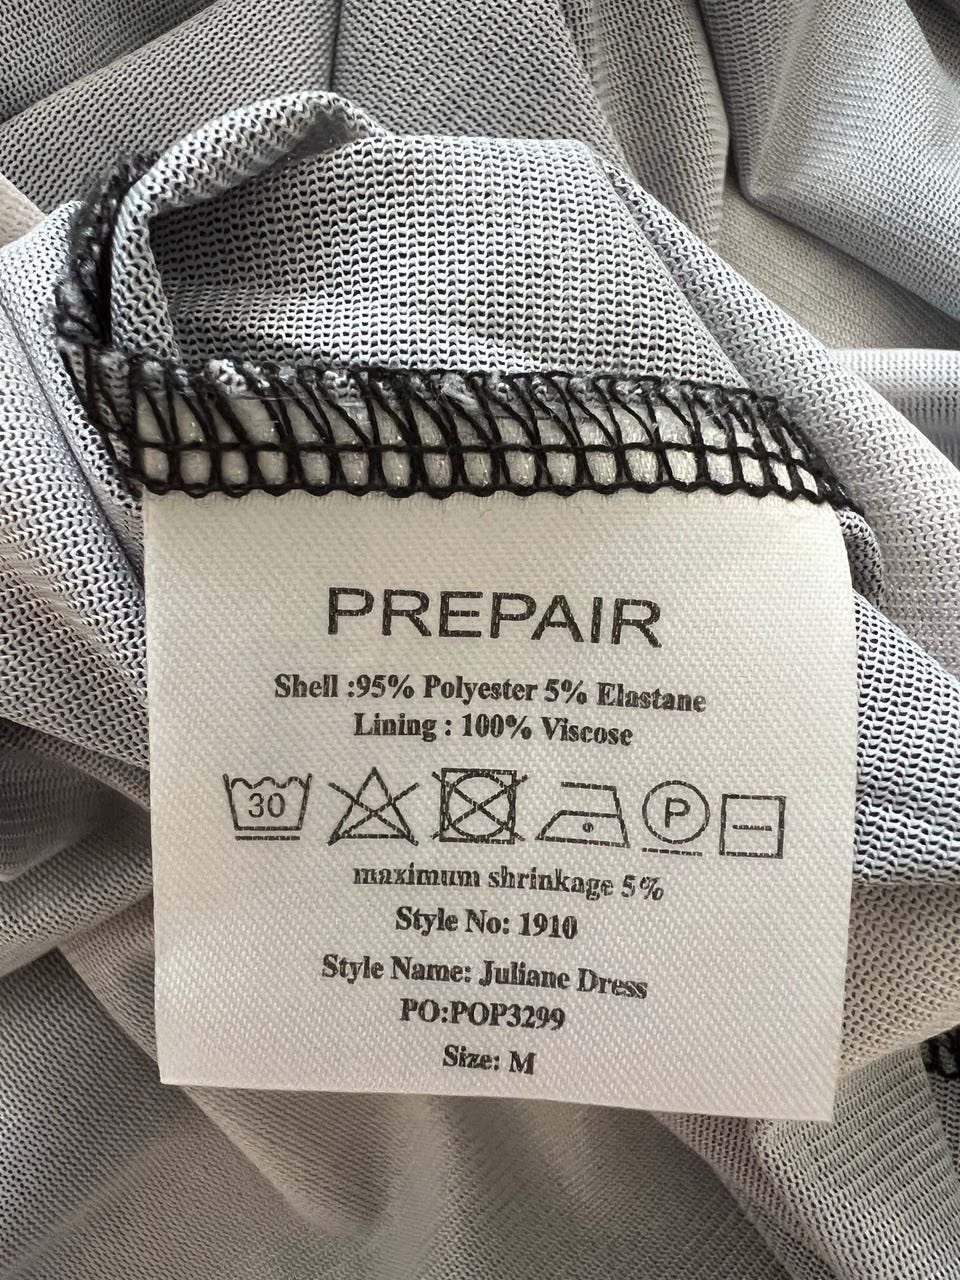 PREPAIR
Shell :95% Polyester 5% Elastane
Lining : 100% Viscose
30 P
maximum shrinkage 5%
Style No: 1910
Style Name: Juliane Dress
PO:POP3299
Size: M